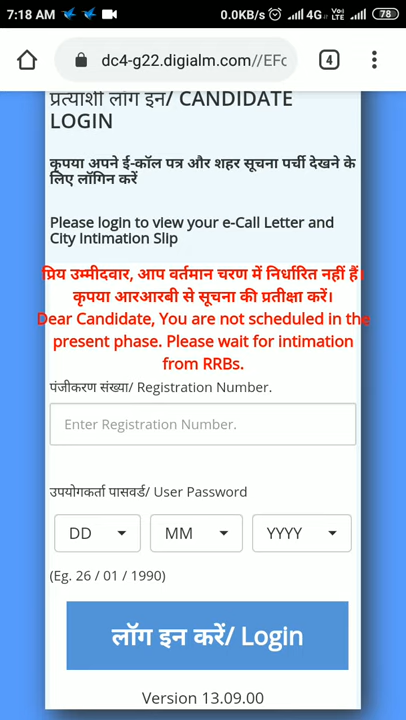 7:18 AM 0.0KB/s 4G Vo) LTE 78
dc4-g22.digialm.com//EFc 4
प्रत्याशी लॉग इन/ CANDIDATE
LOGIN
कृपया अपने ई-कॉल पत्र और शहर सूचना पर्ची देखने के
लिए लॉगिन करें
Please login to view your e-Call Letter and
City Intimation Slip
प्रिय उम्मीदवार, आप वर्तमान चरण में निर्धारित नहीं हैं।
कृपया आरआरबी से सूचना की प्रतीक्षा करें।
Dear Candidate, You are not scheduled in the
present phase. Please wait for intimation
from RRBs.
पंजीकरण संख्या/ Registration Number.
Enter Registration Number.
उपयोगकर्ता पासवर्ड/ User Password
DD MM YYYY
(Eg. 26 / 01 / 1990)
लॉग इन करें/ Login
Version 13.09.00